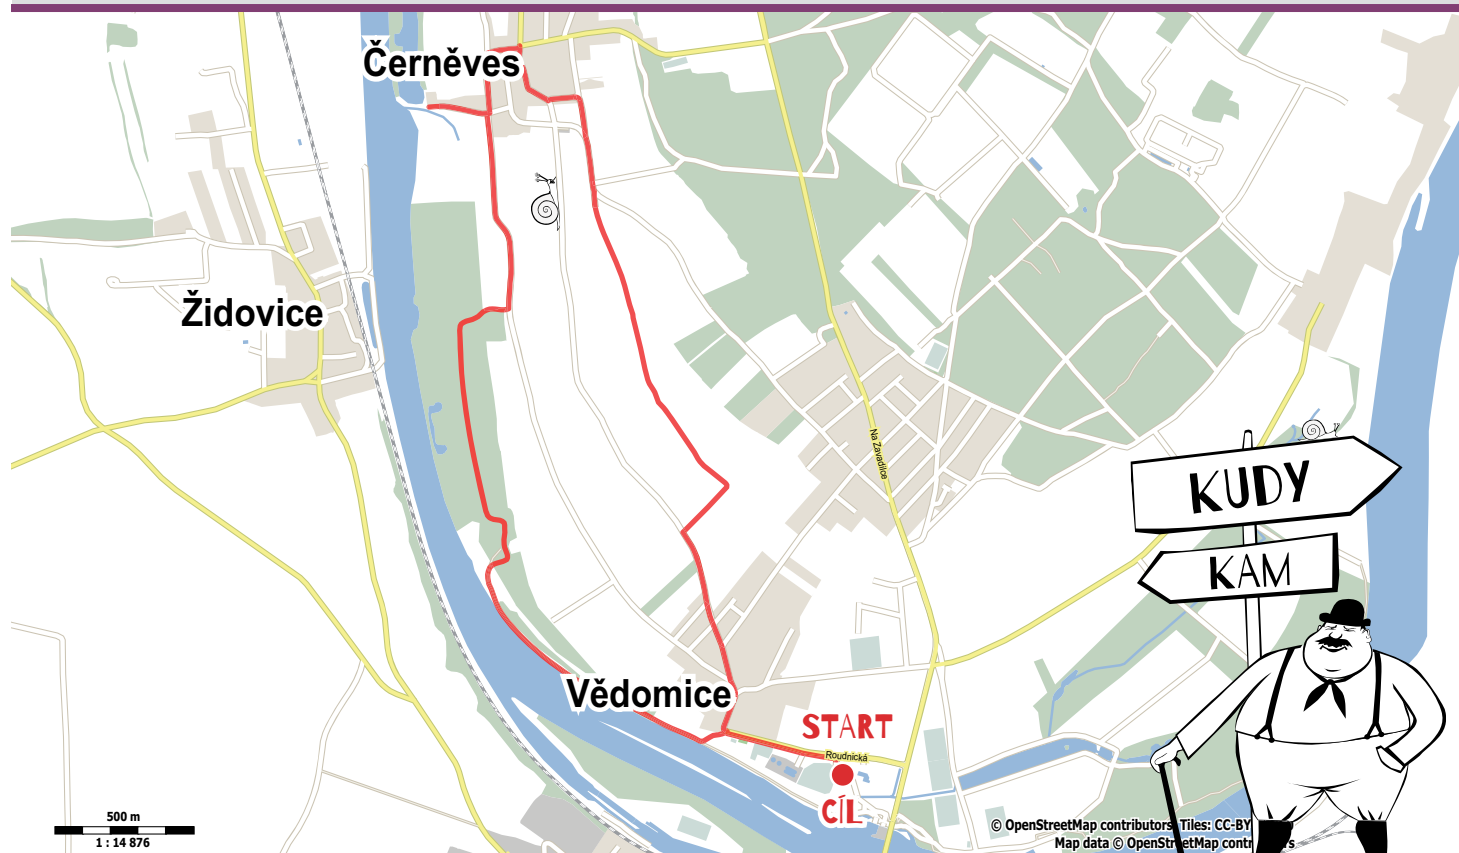 Černěves
Židovice
Na Zavadilce
KUDY
KAM
Vědomice
START
Roudnická
CÍL
500 m
1 : 14 876
© OpenStreetMap contributors Tiles: CC-BY
Map data © OpenStreetMap contr